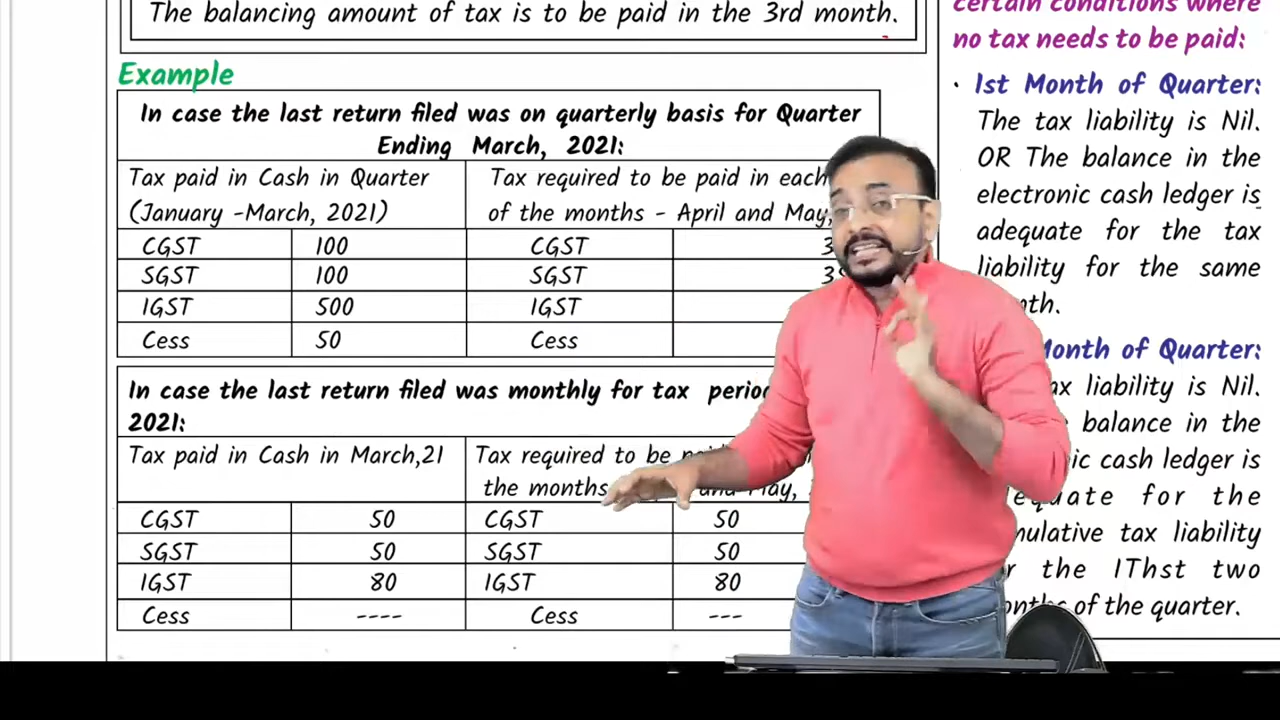 The balancing amount of tax is to be paid in the 3rd month.
Example
In case the last return filed was on quarterly basis for Quarter
Ending March, 2021:
Tax paid in Cash in Quarter
(January -March, 2021)
Tax required to be paid in each
of the months - April and May,
CGST 100 CGST
SGST 100 SGST
IGST 500 IGST
Cess 50 Cess
In case the last return filed was monthly for tax
2021:
Tax paid in Cash in March,21
Tax required to be
the months May,
CGST 50 CGST 50
SGST 50 SGST 50
IGST 80 IGST 80
Cess ---- Cess ---
certain conditions where
no tax needs to be paid:
· 1st Month of Quarter:
The tax liability is Nil.
OR The balance in the
electronic cash ledger is
adequate for the tax
liability for the same
Month of Quarter:
liability is Nil.
balance in the
cash ledger is
for the
tax liability
the IThst two
of the quarter.